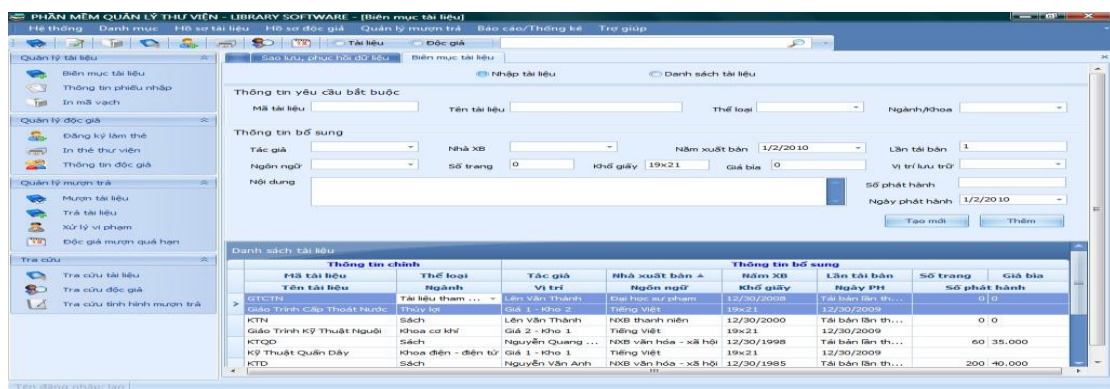 PHẦN MỀM QUẢN LÝ THƯ VIỆN - LIBRARY SOFTWARE - [Biên mục tài liệu]
Hệ thống Danh mục Hồ sơ tài liệu Hồ sơ độc giả Quản lý mượn trả Báo cáo/Thống kê Trợ giúp
Tài liệu Độc giả
Quản lý tài liệu
Biên mục tài liệu
Thông tin phiếu nhập
In mã vạch
Quản lý độc giả
Đăng ký làm thẻ
In thẻ thư viện
Thông tin độc giả
Quản lý mượn trả
Mượn tài liệu
Trả tài liệu
Xử lý vi phạm
Độc giả mượn quá hạn
Tra cứu
Tra cứu tài liệu
Tra cứu độc giả
Tra cứu tình hình mượn trả
Sao lưu, phục hồi dữ liệu Biên mục tài liệu
Nhập tài liệu Danh sách tài liệu
Thông tin yêu cầu bắt buộc
Mã tài liệu Tên tài liệu Thể loại Ngành/Khoa
Thông tin bổ sung
Tác giả Nhà XB Năm xuất bản 1/2/2010 Lần tái bản 1
Ngôn ngữ Số trang 0 Khổ giấy 19x21 Giá bìa 0 Vị trí lưu trữ
Nội dung Số phát hành
Ngày phát hành 1/2/2010
Tạo mới Thêm
Danh sách tài liệu
Thông tin chính Thông tin bổ sung
Mã tài liệu Thể loại Tác giả Nhà xuất bản Năm XB Lần tái bản Số trang Giá bìa
Tên tài liệu Ngành Vị trí Ngôn ngữ Khổ giấy Ngày PH Số phát hành
GTCTN Tài liệu tham ... Lên Văn Thành Đại học sư phạm 12/30/2008 Tái bản lần th... 0 0
Giáo Trình Cấp Thoát Nước Thủy lợi Giá 1 - Kho 2 Tiếng Việt 19x21 12/30/2009
KTN Sách Lên Văn Thành NXB thanh niên 12/30/2000 Tái bản lần th... 0 0
Giáo Trình Kỹ Thuật Nguội Khoa cơ khí Giá 2 - Kho 1 Tiếng Việt 19x21 12/30/2009
KTQD Sách Nguyễn Quang ... NXB văn hóa - xã hội 12/30/1998 Tái bản lần th... 60 35.000
Kỹ Thuật Quấn Dây Khoa điện - điện tử Giá 1 - Kho 1 Tiếng Việt 19x21 12/30/2009
KTD Sách Nguyễn Văn Anh NXB văn hóa - xã hội 12/30/1985 Tái bản lần th... 200 40.000
Tên đăng nhập: lan